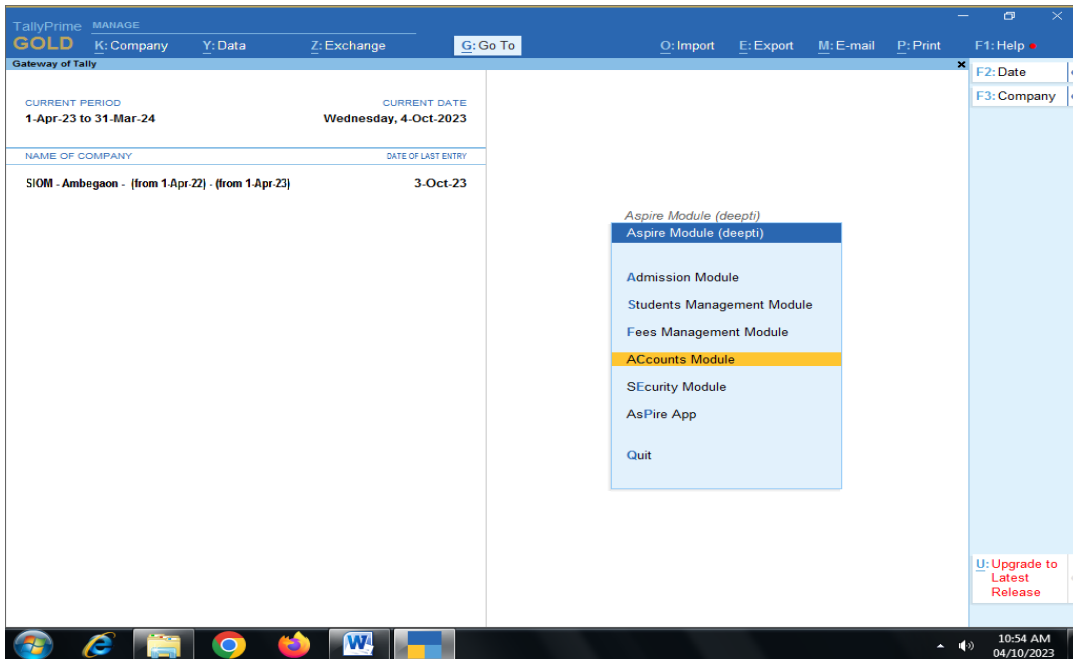 TallyPrime MANAGE
GOLD K: Company Y: Data Z: Exchange G: Go To O: Import E: Export M: E-mail P: Print F1: Help
Gateway of Tally
F2: Date
F3: Company
CURRENT PERIOD CURRENT DATE
1-Apr-23 to 31-Mar-24 Wednesday, 4-Oct-2023
NAME OF COMPANY DATE OF LAST ENTRY
SIOM - Ambegaon - (from 1-Apr-22) - (from 1-Apr-23) 3-Oct-23
Aspire Module (deepti)
Aspire Module (deepti)
Admission Module
Students Management Module
Fees Management Module
ACcounts Module
SEcurity Module
AsPire App
Quit
U: Upgrade to
Latest
Release
10:54 AM
04/10/2023